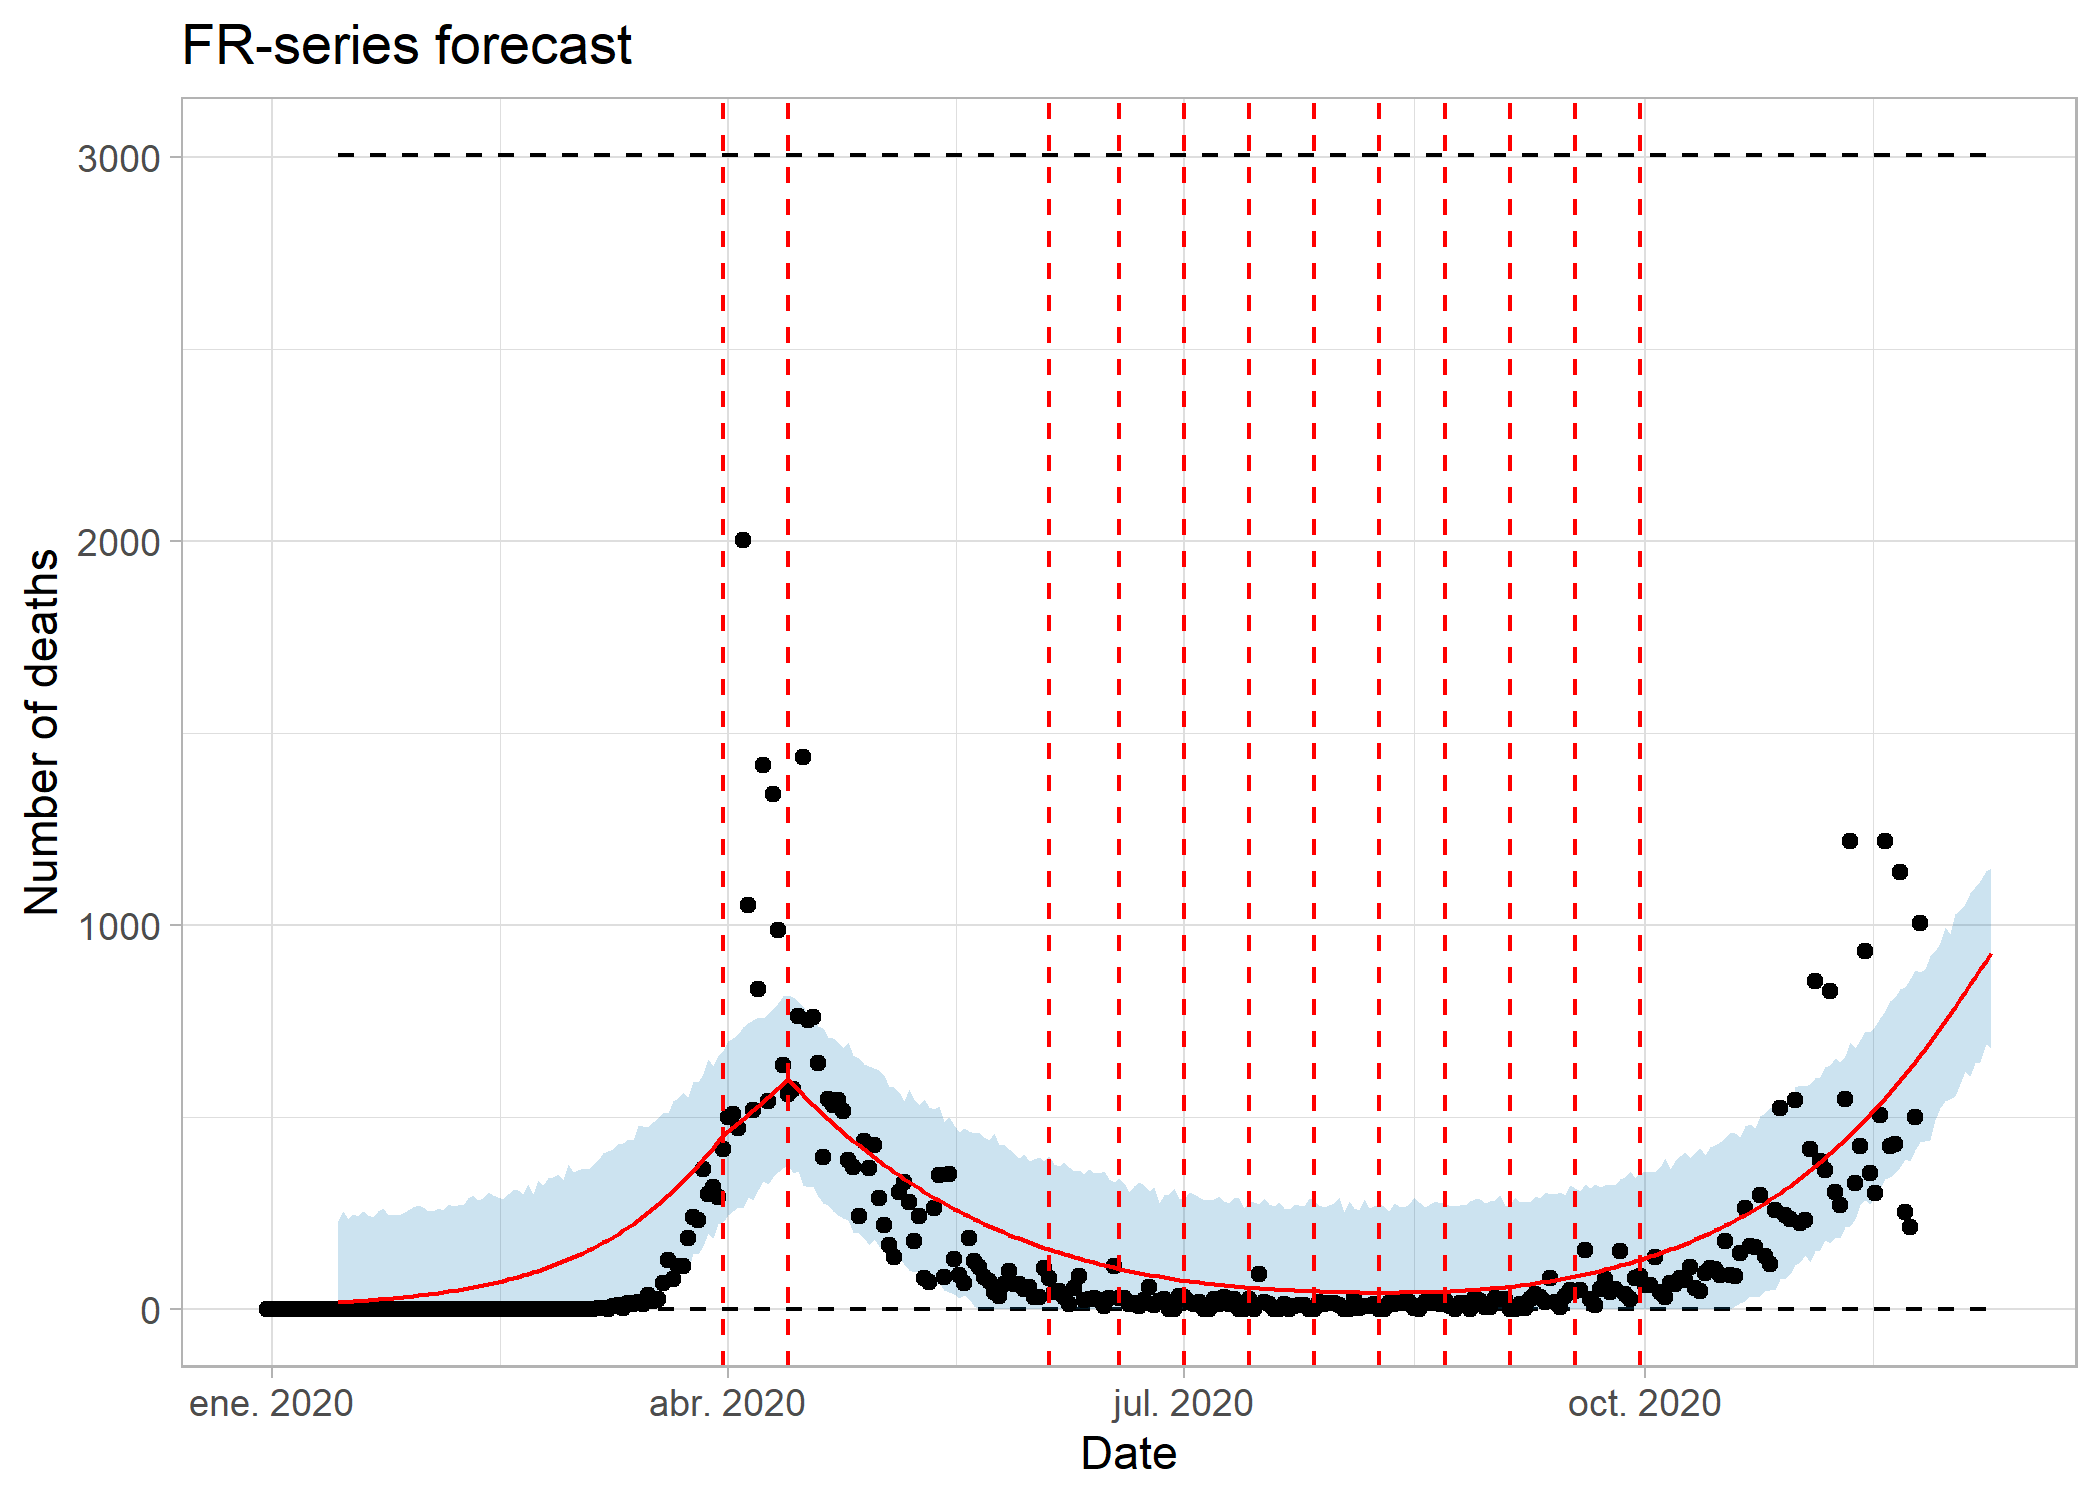 FR-series forecast
3000
2000
1000
0
Number of deaths
ene. 2020
abr. 2020
jul. 2020
oct. 2020
Date